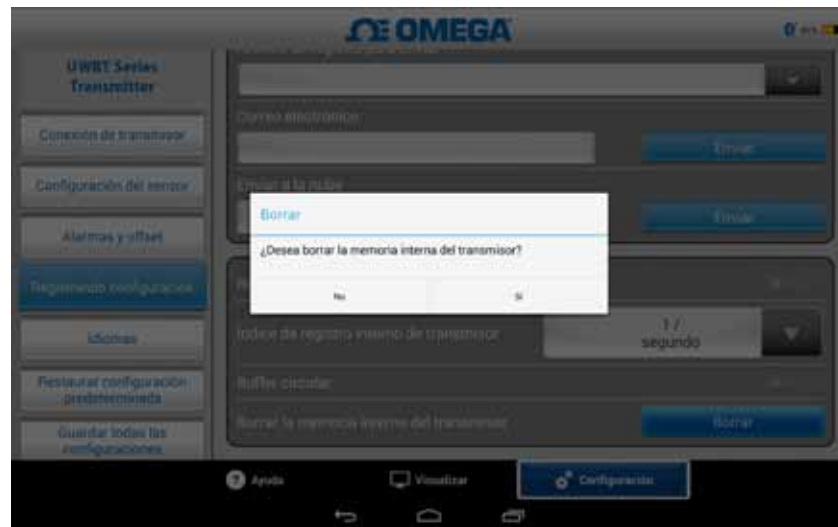 OMEGA
UWBT Series
Transmitter
Conexión de transmisor
Configuración del sensor
Alarmas y offset
Registrando configuración
Idiomas
Restaurar configuración
predeterminada
Guardar todas las
configuraciones
Correo electrónico:
Enviar
Enviar a la nube
Enviar
Borrar
¿Desea borrar la memoria interna del transmisor?
No
Sí
Índice de registro interno de transmisor
1 /
segundo
Buffer circular
Borrar la memoria interna del transmisor
Borrar
Ayuda
Visualizar
Configuración